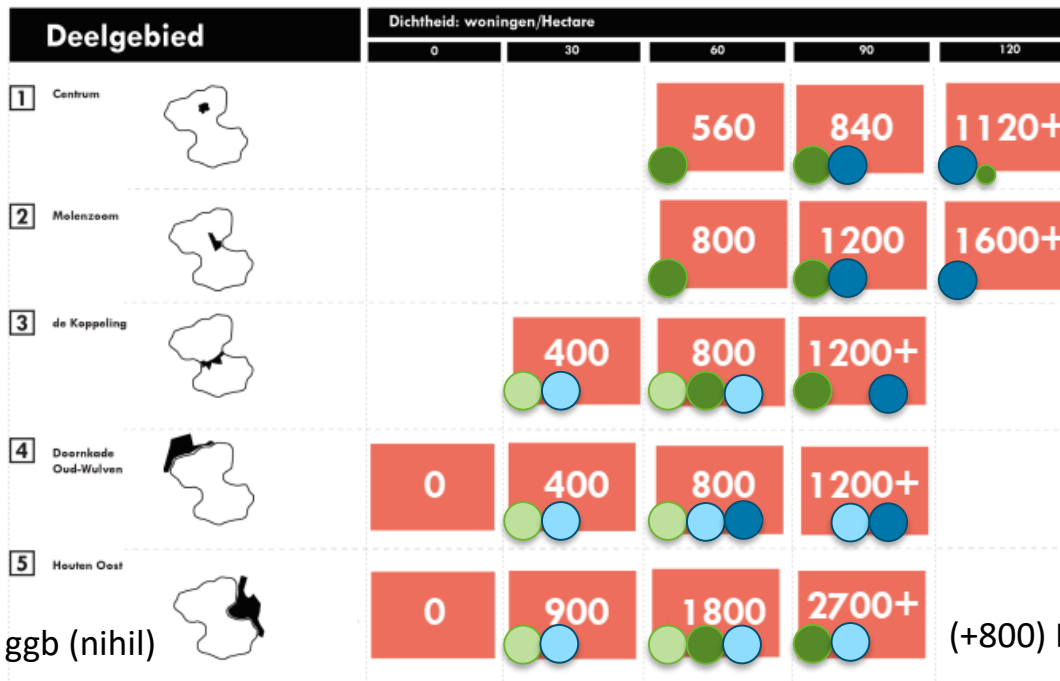 Deelgebied
Dichtheid: woningen/Hectare
0 30 60 90 120
1 Centrum 560 840 1120+
2 Molenzoom 800 1200 1600+
3 de Koppeling 400 800 1200+
4 Doornkade
Oud-Wulven
0 400 800 1200+
5 Houten Oost
0 900 1800 2700+
ggb (nihil) (+800)